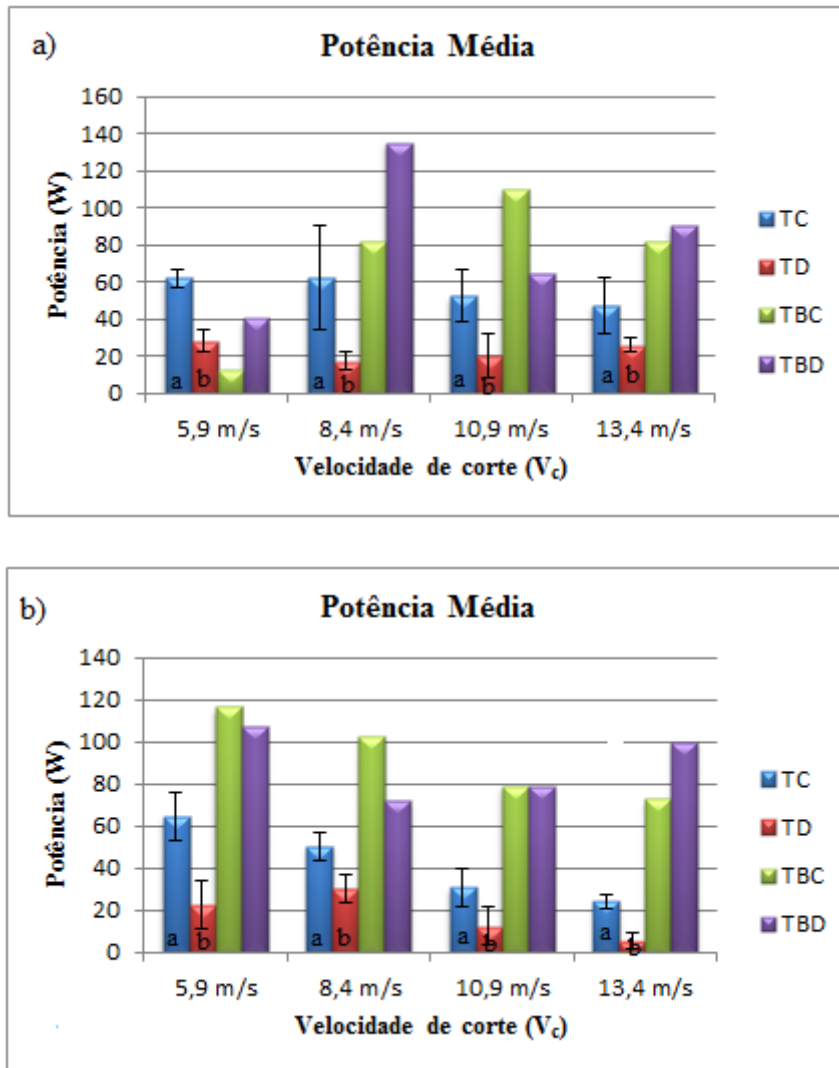 a)
Potência Média
Potência (W)
160
140
120
100
80
60
40
20
0
a b a b a b a b
5,9 m/s 8,4 m/s 10,9 m/s 13,4 m/s
Velocidade de corte (Vc)
TC
TD
TBC
TBD
b)
Potência Média
Potência (W)
140
120
100
80
60
40
20
0
a b a b a b a b
5,9 m/s 8,4 m/s 10,9 m/s 13,4 m/s
Velocidade de corte (Vc)
TC
TD
TBC
TBD